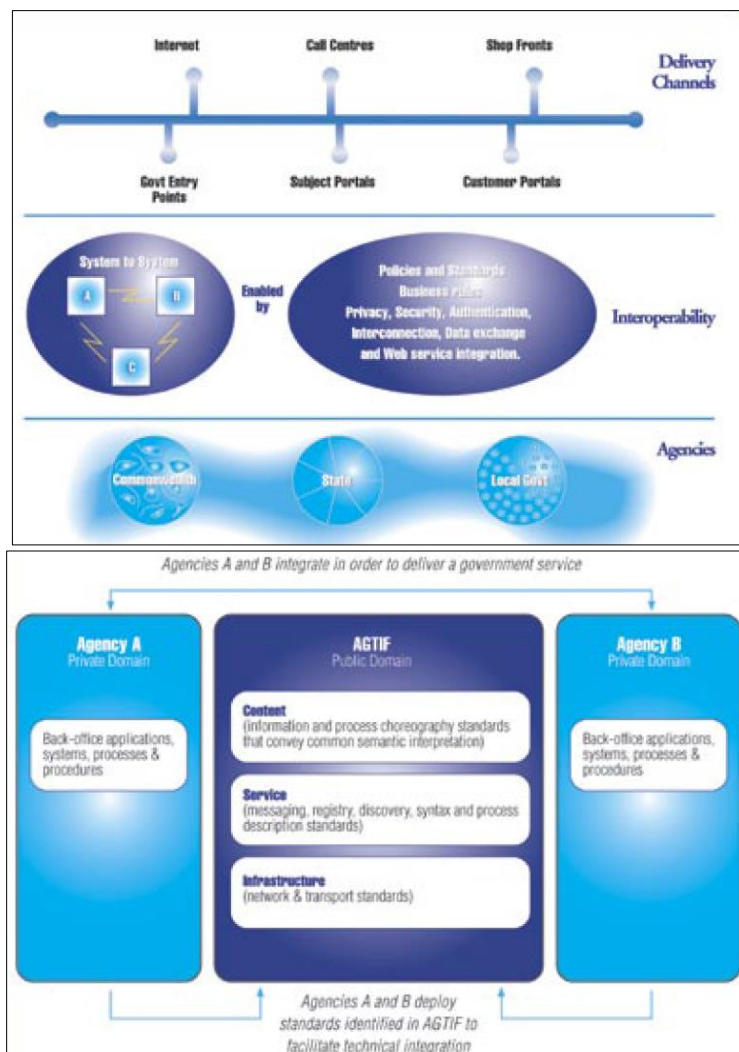 Internet Call Centres Shop Fronts
Delivery
Channels
Govt Entry
Points
Subject Portals
Customer Portals
System to System
A
B
C
Enabled
by
Policies and Standards
Business rules
Privacy, Security, Authentication,
Interconnection, Data exchange
and Web service integration.
Interoperability
Agencies
Commonwealth
State
Local Govt
Agencies A and B integrate in order to deliver a government service
Agency A
Private Domain
Back-office applications,
systems, processes &
procedures
AGTIF
Public Domain
Content
(information and process choreography standards
that convey common semantic interpretation)
Service
(messaging, registry, discovery, syntax and process
description standards)
Infrastructure
(network & transport standards)
Agency B
Private Domain
Back-office applications,
systems, processes &
procedures
Agencies A and B deploy
standards identified in AGTIF to
facilitate technical integration